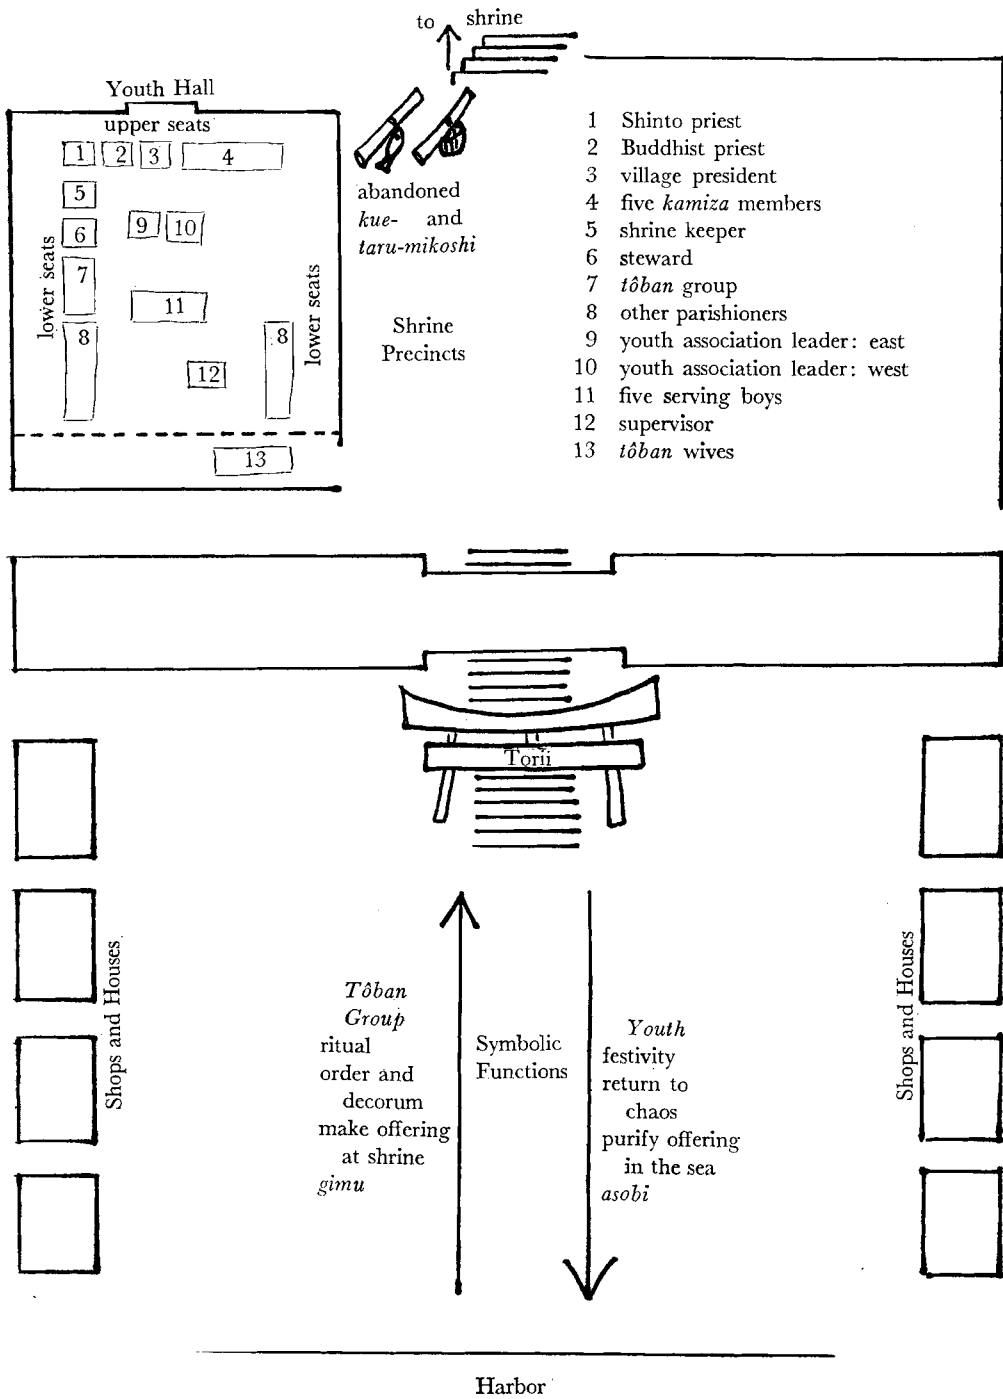 to shrine
Youth Hall
upper seats
1 2 3 4
5
6
7
8
9 10
11
12
8
13
lower seats
lower seats
abandoned
kue- and
taru-mikoshi
Shrine
Precincts
1 Shinto priest
2 Buddhist priest
3 village president
4 five kamiza members
5 shrine keeper
6 steward
7 tôban group
8 other parishioners
9 youth association leader: east
10 youth association leader: west
11 five serving boys
12 supervisor
13 tôban wives
Torii
Shops and Houses
Tôban
Group
ritual
order and
decorum
make offering
at shrine
gimu
Symbolic
Functions
Youth
festivity
return to
chaos
purify offering
in the sea
asobi
Shops and Houses
Harbor